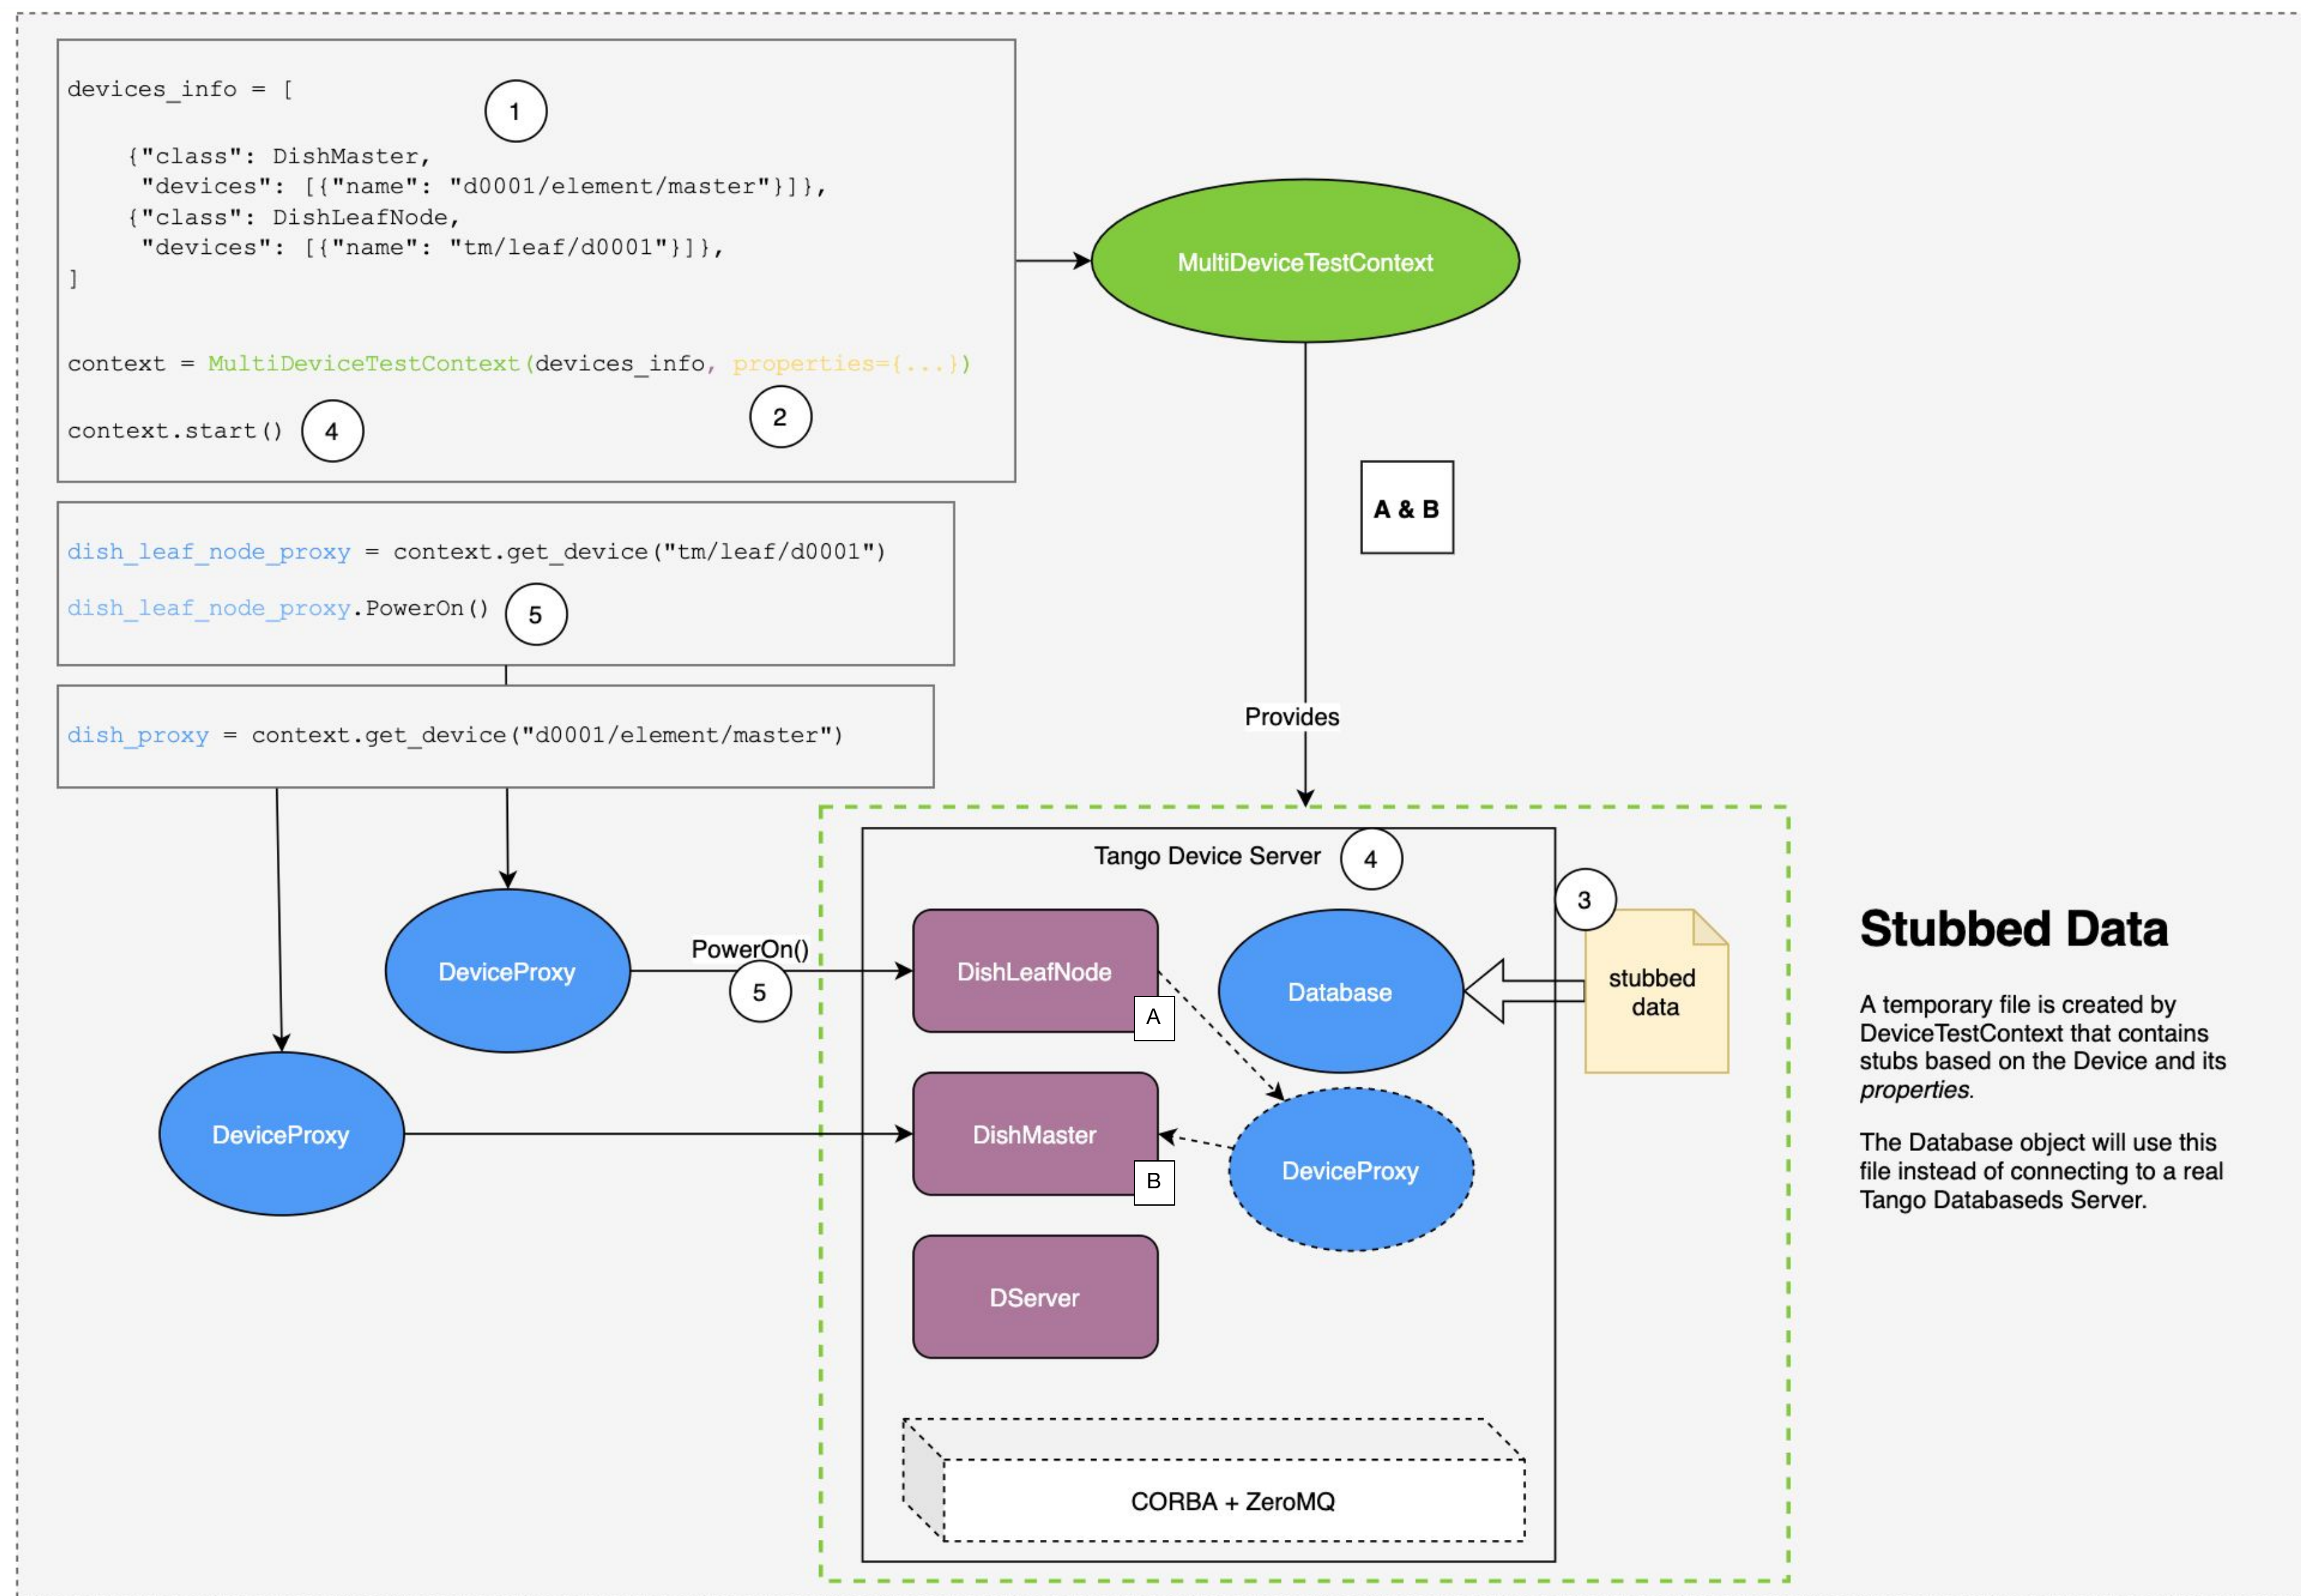 devices_info = [
1
{"class": DishMaster,
"devices": [{"name": "d0001/element/master"}]},
{"class": DishLeafNode,
"devices": [{"name": "tm/leaf/d0001"}]},
]
context = MultiDeviceTestContext(devices_info, properties={...})
2
context.start()
4
MultiDeviceTestContext
A & B
dish_leaf_node_proxy = context.get_device("tm/leaf/d0001")
dish_leaf_node_proxy.PowerOn()
5
dish_proxy = context.get_device("d0001/element/master")
Provides
Tango Device Server
4
3
DeviceProxy
PowerOn()
5
DishLeafNode
A
Database
stubbed
data
DeviceProxy
DishMaster
B
DeviceProxy
DServer
CORBA + ZeroMQ
Stubbed Data
A temporary file is created by
DeviceTestContext that contains
stubs based on the Device and its
properties.
The Database object will use this
file instead of connecting to a real
Tango Databaseds Server.